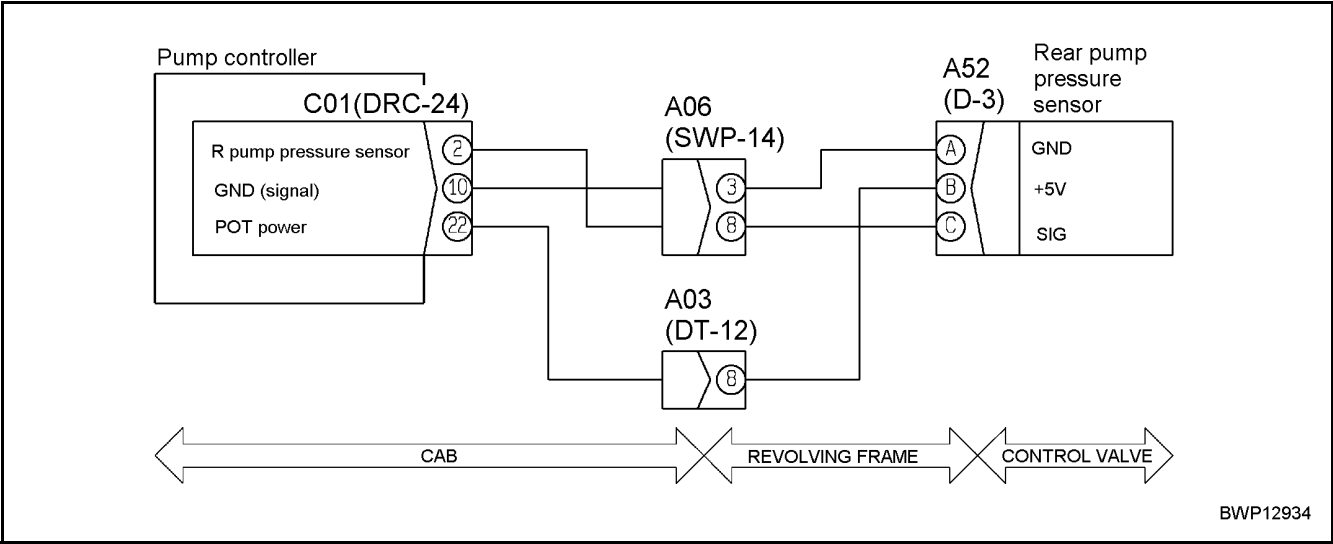 Pump controller
C01(DRC-24)
R pump pressure sensor
2
GND (signal)
10
POT power
22
A06
(SWP-14)
3
8
A03
(DT-12)
8
A52
(D-3)
Rear pump
pressure
sensor
A
GND
B
+5V
C
SIG
CAB
REVOLVING FRAME
CONTROL VALVE
BWP12934